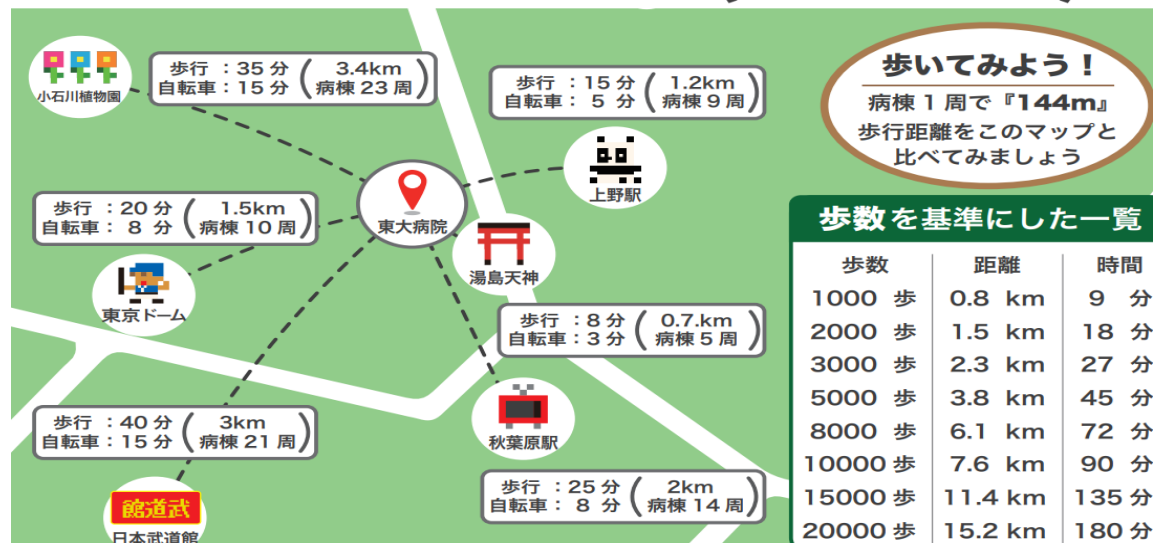 小石川植物園
歩行 :35 分 ( 3.4km
自転車: 15 分 病棟 23 周 )
歩行 :15 分 ( 1.2km
自転車: 5 分 病棟 9 周 )
歩いてみよう!
病棟 1 周で『144m』
歩行距離をこのマップと
比べてみましょう
上野駅
東大病院
歩行 :20 分 ( 1.5km
自転車: 8 分 病棟 10 周 )
湯島天神
東京ドーム
歩行 :8 分 ( 0.7.km
自転車:3 分 病棟 5 周 )
歩行 :40 分 ( 3km
自転車:15 分 病棟 21 周 )
秋葉原駅
歩行 :25 分 ( 2km
自転車: 8 分 病棟 14 周 )
館道武
日本武道館
歩数を基準にした一覧
歩数 距離 時間
1000 歩 0.8 km 9 分
2000 歩 1.5 km 18 分
3000 歩 2.3 km 27 分
5000 歩 3.8 km 45 分
8000 歩 6.1 km 72 分
10000 歩 7.6 km 90 分
15000 歩 11.4 km 135 分
20000 歩 15.2 km 180 分